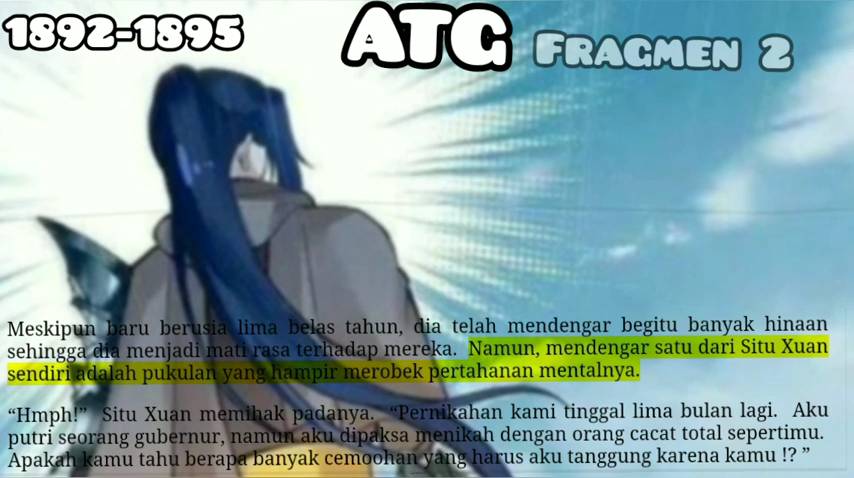 1892-1895
ATG
FRAGMEN 2
Meskipun baru berusia lima belas tahun, dia telah mendengar begitu banyak hinaan
sehingga dia menjadi mati rasa terhadap mereka. Namun, mendengar satu dari Situ Xuan
sendiri adalah pukulan yang hampir merobek pertahanan mentalnya.
“Hmph!” Situ Xuan memihak padanya. “Pernikahan kami tinggal lima bulan lagi. Aku
putri seorang gubernur, namun aku dipaksa menikah dengan orang cacat total sepertimu.
Apakah kamu tahu berapa banyak cemoohan yang harus aku tanggung karena kamu !? ”